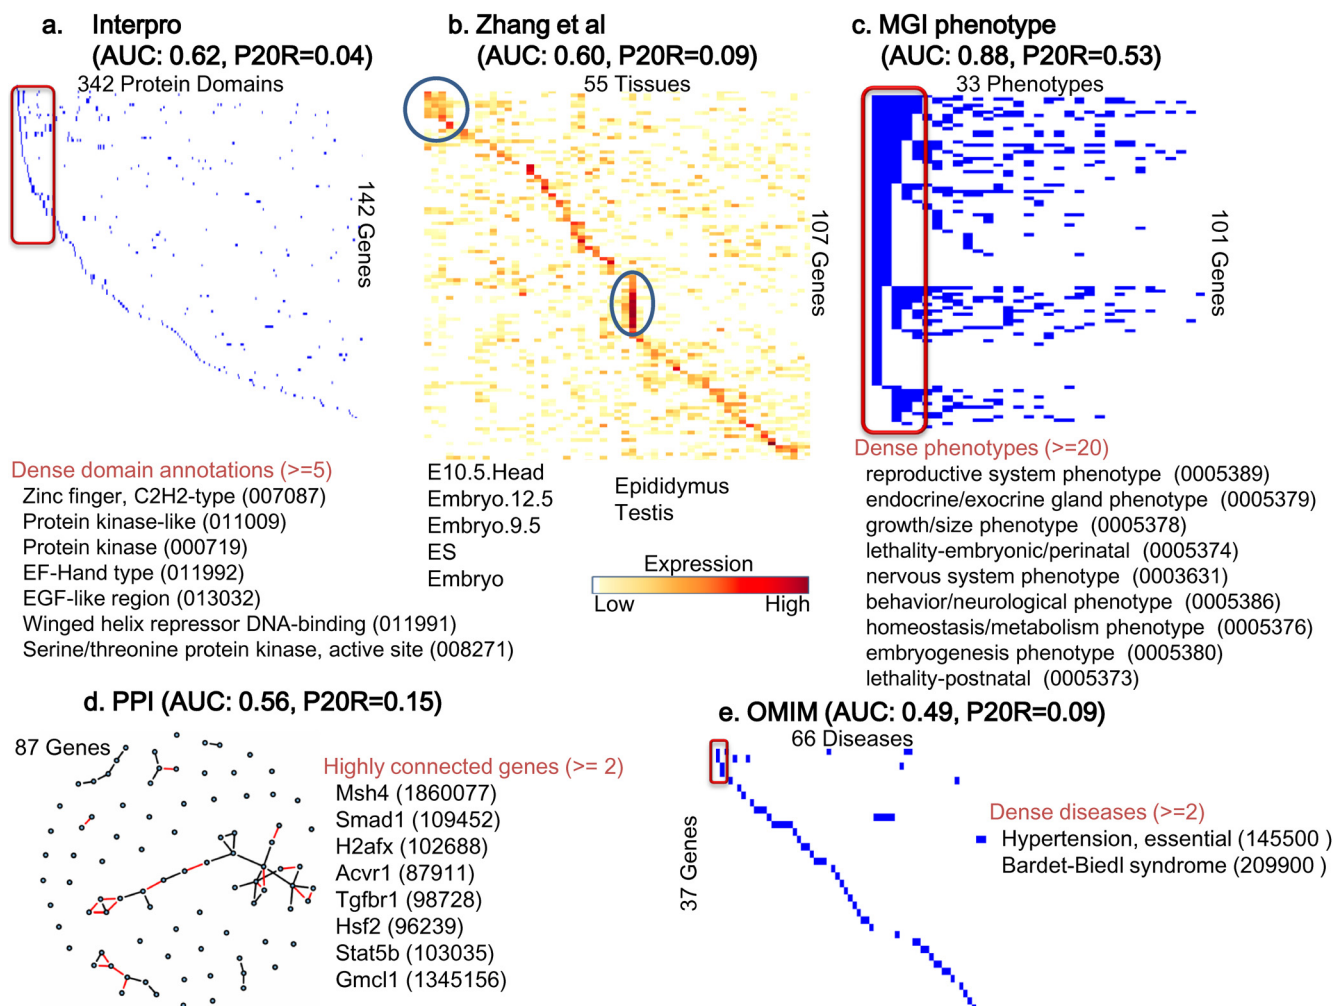 a. Interpro
(AUC: 0.62, P20R=0.04)
342 Protein Domains
142 Genes
Dense domain annotations (>=5)
Zinc finger, C2H2-type (007087)
Protein kinase-like (011009)
Protein kinase (000719)
EF-Hand type (011992)
EGF-like region (013032)
Winged helix repressor DNA-binding (011991)
Serine/threonine protein kinase, active site (008271)
b. Zhang et al
(AUC: 0.60, P20R=0.09)
55 Tissues
107 Genes
E10.5.Head
Embryo.12.5
Embryo.9.5
ES
Embryo
Epididymus
Testis
Expression
Low High
c. MGI phenotype
(AUC: 0.88, P20R=0.53)
33 Phenotypes
101 Genes
Dense phenotypes (>=20)
reproductive system phenotype (0005389)
endocrine/exocrine gland phenotype (0005379)
growth/size phenotype (0005378)
lethality-embryonic/perinatal (0005374)
nervous system phenotype (0003631)
behavior/neurological phenotype (0005386)
homeostasis/metabolism phenotype (0005376)
embryogenesis phenotype (0005380)
lethality-postnatal (0005373)
d. PPI (AUC: 0.56, P20R=0.15)
87 Genes
Highly connected genes (>= 2)
Msh4 (1860077)
Smad1 (109452)
H2afx (102688)
Acvr1 (87911)
Tgfbr1 (98728)
Hsf2 (96239)
Stat5b (103035)
Gmcl1 (1345156)
e. OMIM (AUC: 0.49, P20R=0.09)
66 Diseases
37 Genes
Dense diseases (>=2)
Hypertension, essential (145500 )
Bardet-Biedl syndrome (209900 )